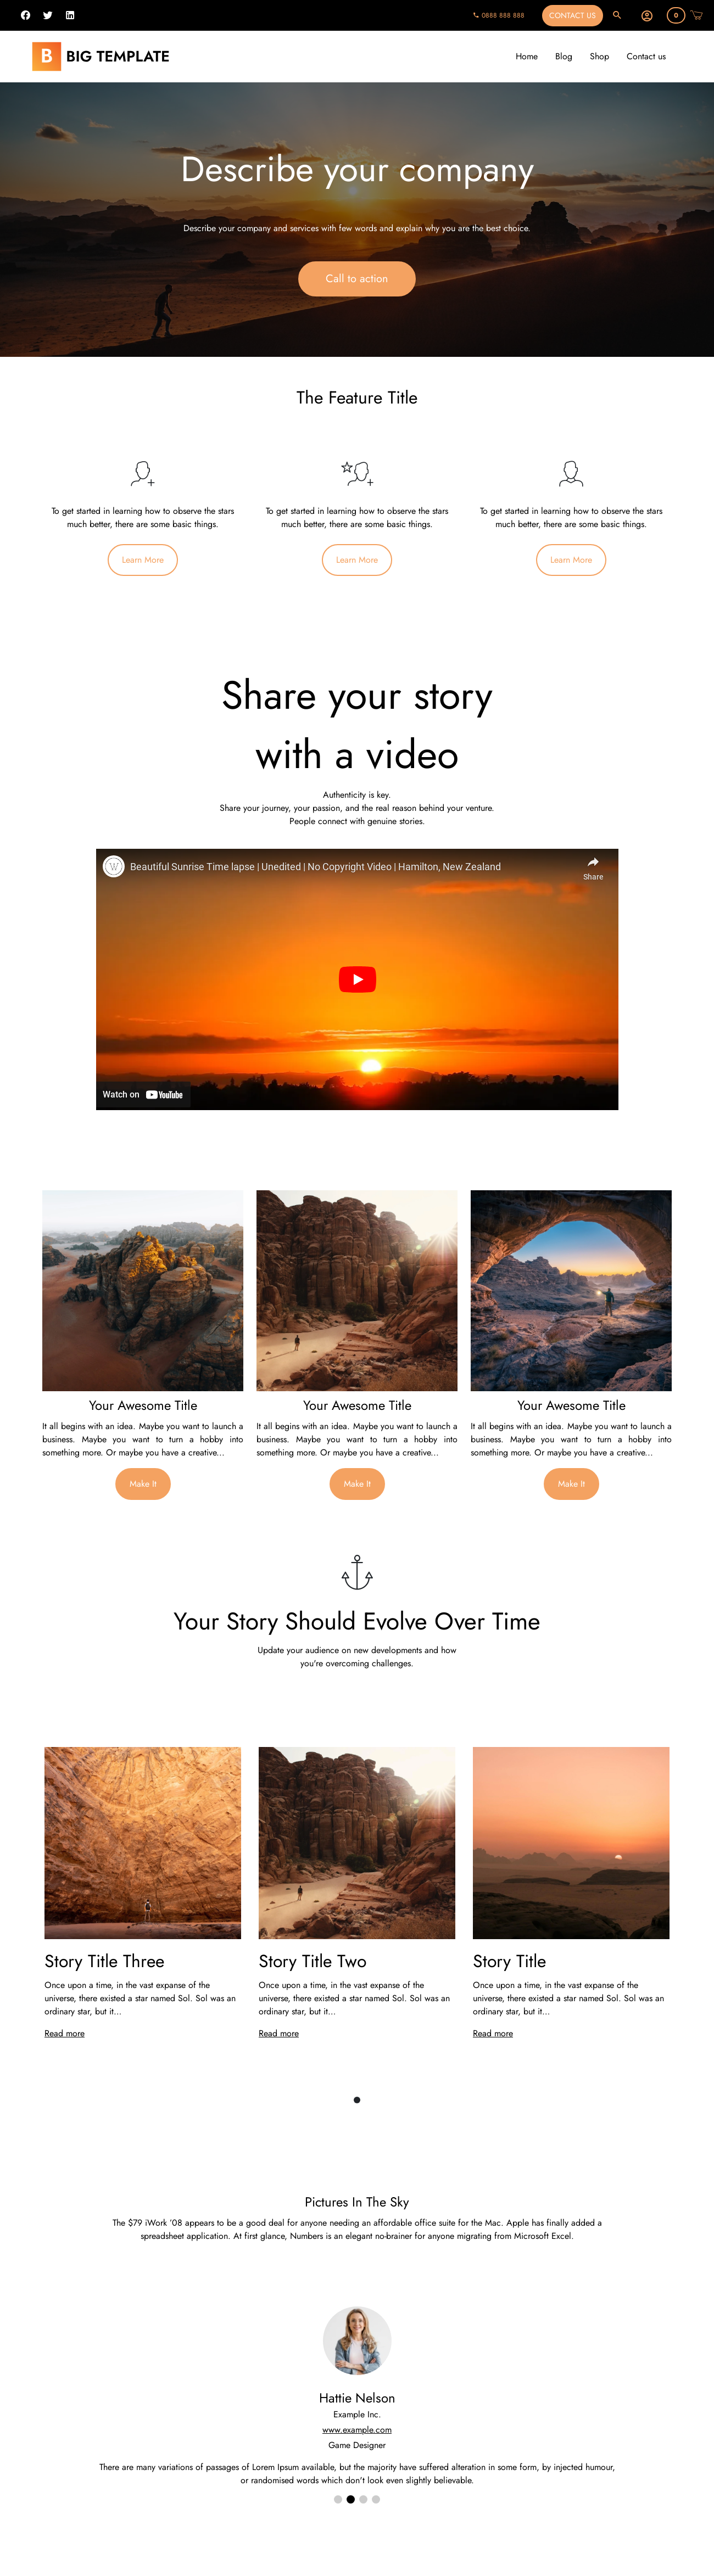 0888 888 888
CONTACT US
0
B BIG TEMPLATE
Home
Blog
Shop
Contact us
Describe your company
Describe your company and services with few words and explain why you are the best choice.
Call to action
The Feature Title
To get started in learning how to observe the stars
much better, there are some basic things.
Learn More
To get started in learning how to observe the stars
much better, there are some basic things.
Learn More
To get started in learning how to observe the stars
much better, there are some basic things.
Learn More
Share your story
with a video
Authenticity is key.
Share your journey, your passion, and the real reason behind your venture.
People connect with genuine stories.
W
Beautiful Sunrise Time lapse | Unedited | No Copyright Video | Hamilton, New Zealand
Share
Watch on YouTube
Your Awesome Title
It all begins with an idea. Maybe you want to launch a
business. Maybe you want to turn a hobby into
something more. Or maybe you have a creative...
Make It
Your Awesome Title
It all begins with an idea. Maybe you want to launch a
business. Maybe you want to turn a hobby into
something more. Or maybe you have a creative...
Make It
Your Awesome Title
It all begins with an idea. Maybe you want to launch a
business. Maybe you want to turn a hobby into
something more. Or maybe you have a creative...
Make It
Your Story Should Evolve Over Time
Update your audience on new developments and how
you're overcoming challenges.
Story Title Three
Once upon a time, in the vast expanse of the
universe, there existed a star named Sol. Sol was an
ordinary star, but it...
Read more
Story Title Two
Once upon a time, in the vast expanse of the
universe, there existed a star named Sol. Sol was an
ordinary star, but it...
Read more
Story Title
Once upon a time, in the vast expanse of the
universe, there existed a star named Sol. Sol was an
ordinary star, but it...
Read more
Pictures In The Sky
The $79 iWork '08 appears to be a good deal for anyone needing an affordable office suite for the Mac. Apple has finally added a
spreadsheet application. At first glance, Numbers is an elegant no-brainer for anyone migrating from Microsoft Excel.
Hattie Nelson
Example Inc.
www.example.com
Game Designer
There are many variations of passages of Lorem Ipsum available, but the majority have suffered alteration in some form, by injected humour,
or randomised words which don't look even slightly believable.